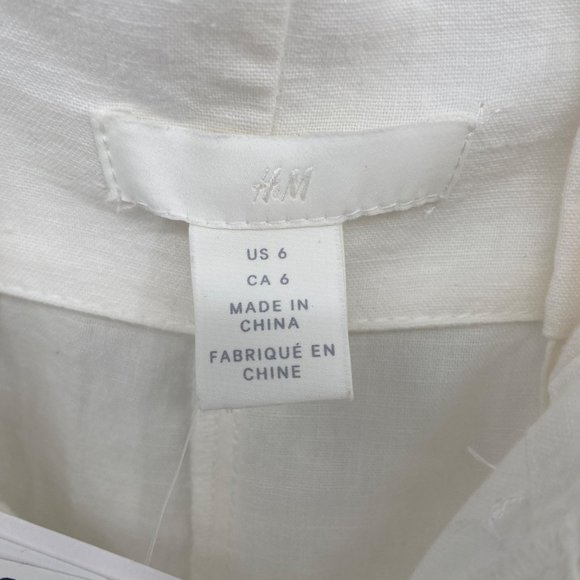 H&M
US 6
CA 6
MADE IN
CHINA
FABRIQUÉ EN
CHINE